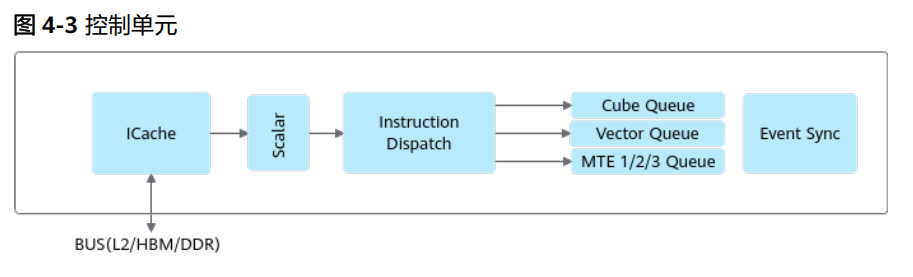 图 4-3 控制单元
ICache
Scalar
Instruction
Dispatch
Cube Queue
Vector Queue
MTE 1/2/3 Queue
Event Sync
BUS(L2/HBM/DDR)